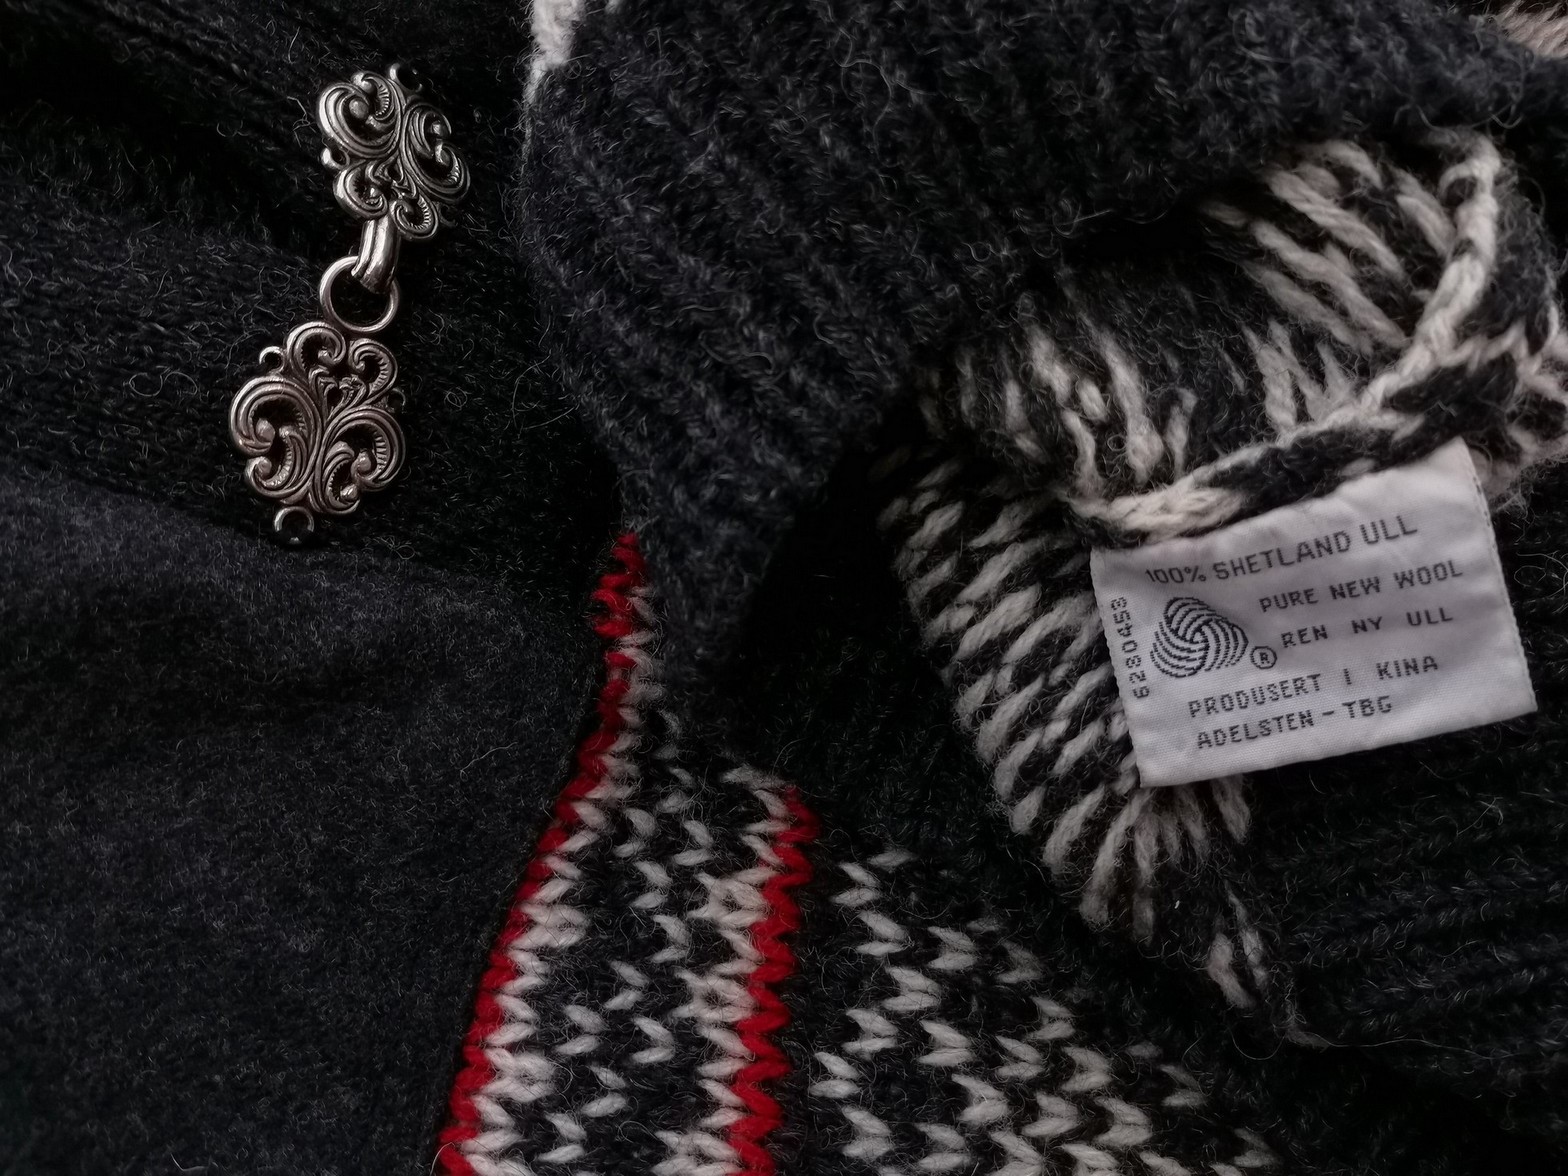 100% SHETLAND ULL
PURE NEW WOOL
®REN NY ULL
PRODUSERT I KINA
ADELSTEN-TBG
6230453